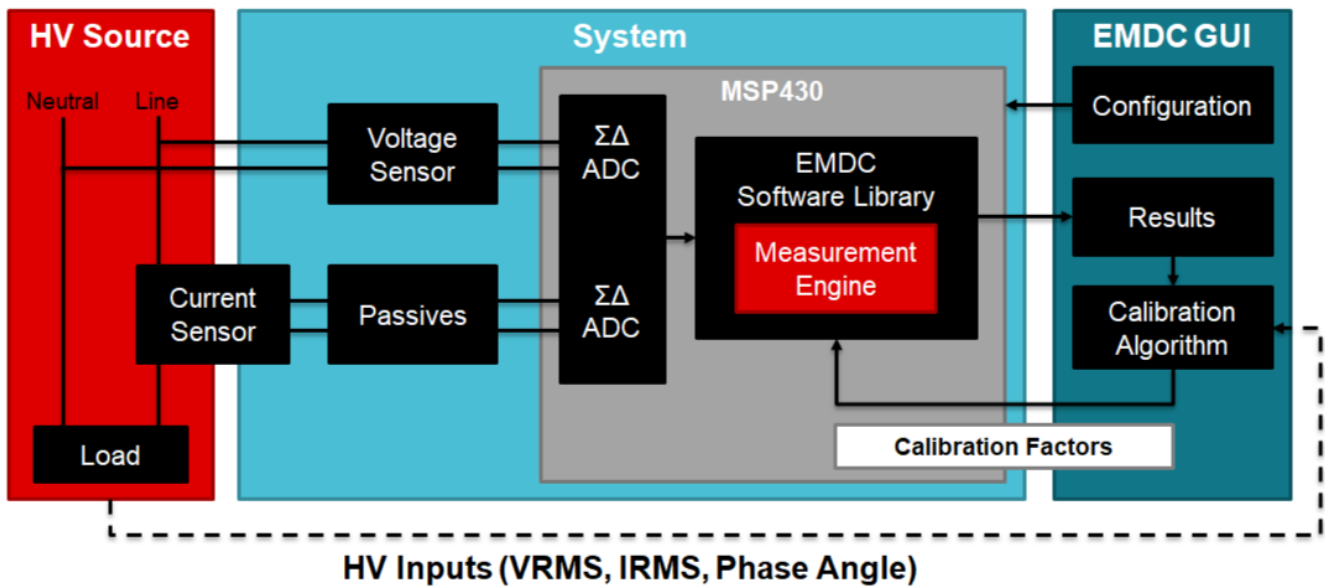 HV Source
System
EMDC GUI
Neutral
Line
MSP430
Configuration
Voltage
Sensor
ΣΔ
ADC
EMDC
Software Library
Results
Measurement
Engine
Current
Sensor
Passives
ΣΔ
ADC
Calibration
Algorithm
Load
Calibration Factors
HV Inputs (VRMS, IRMS, Phase Angle)